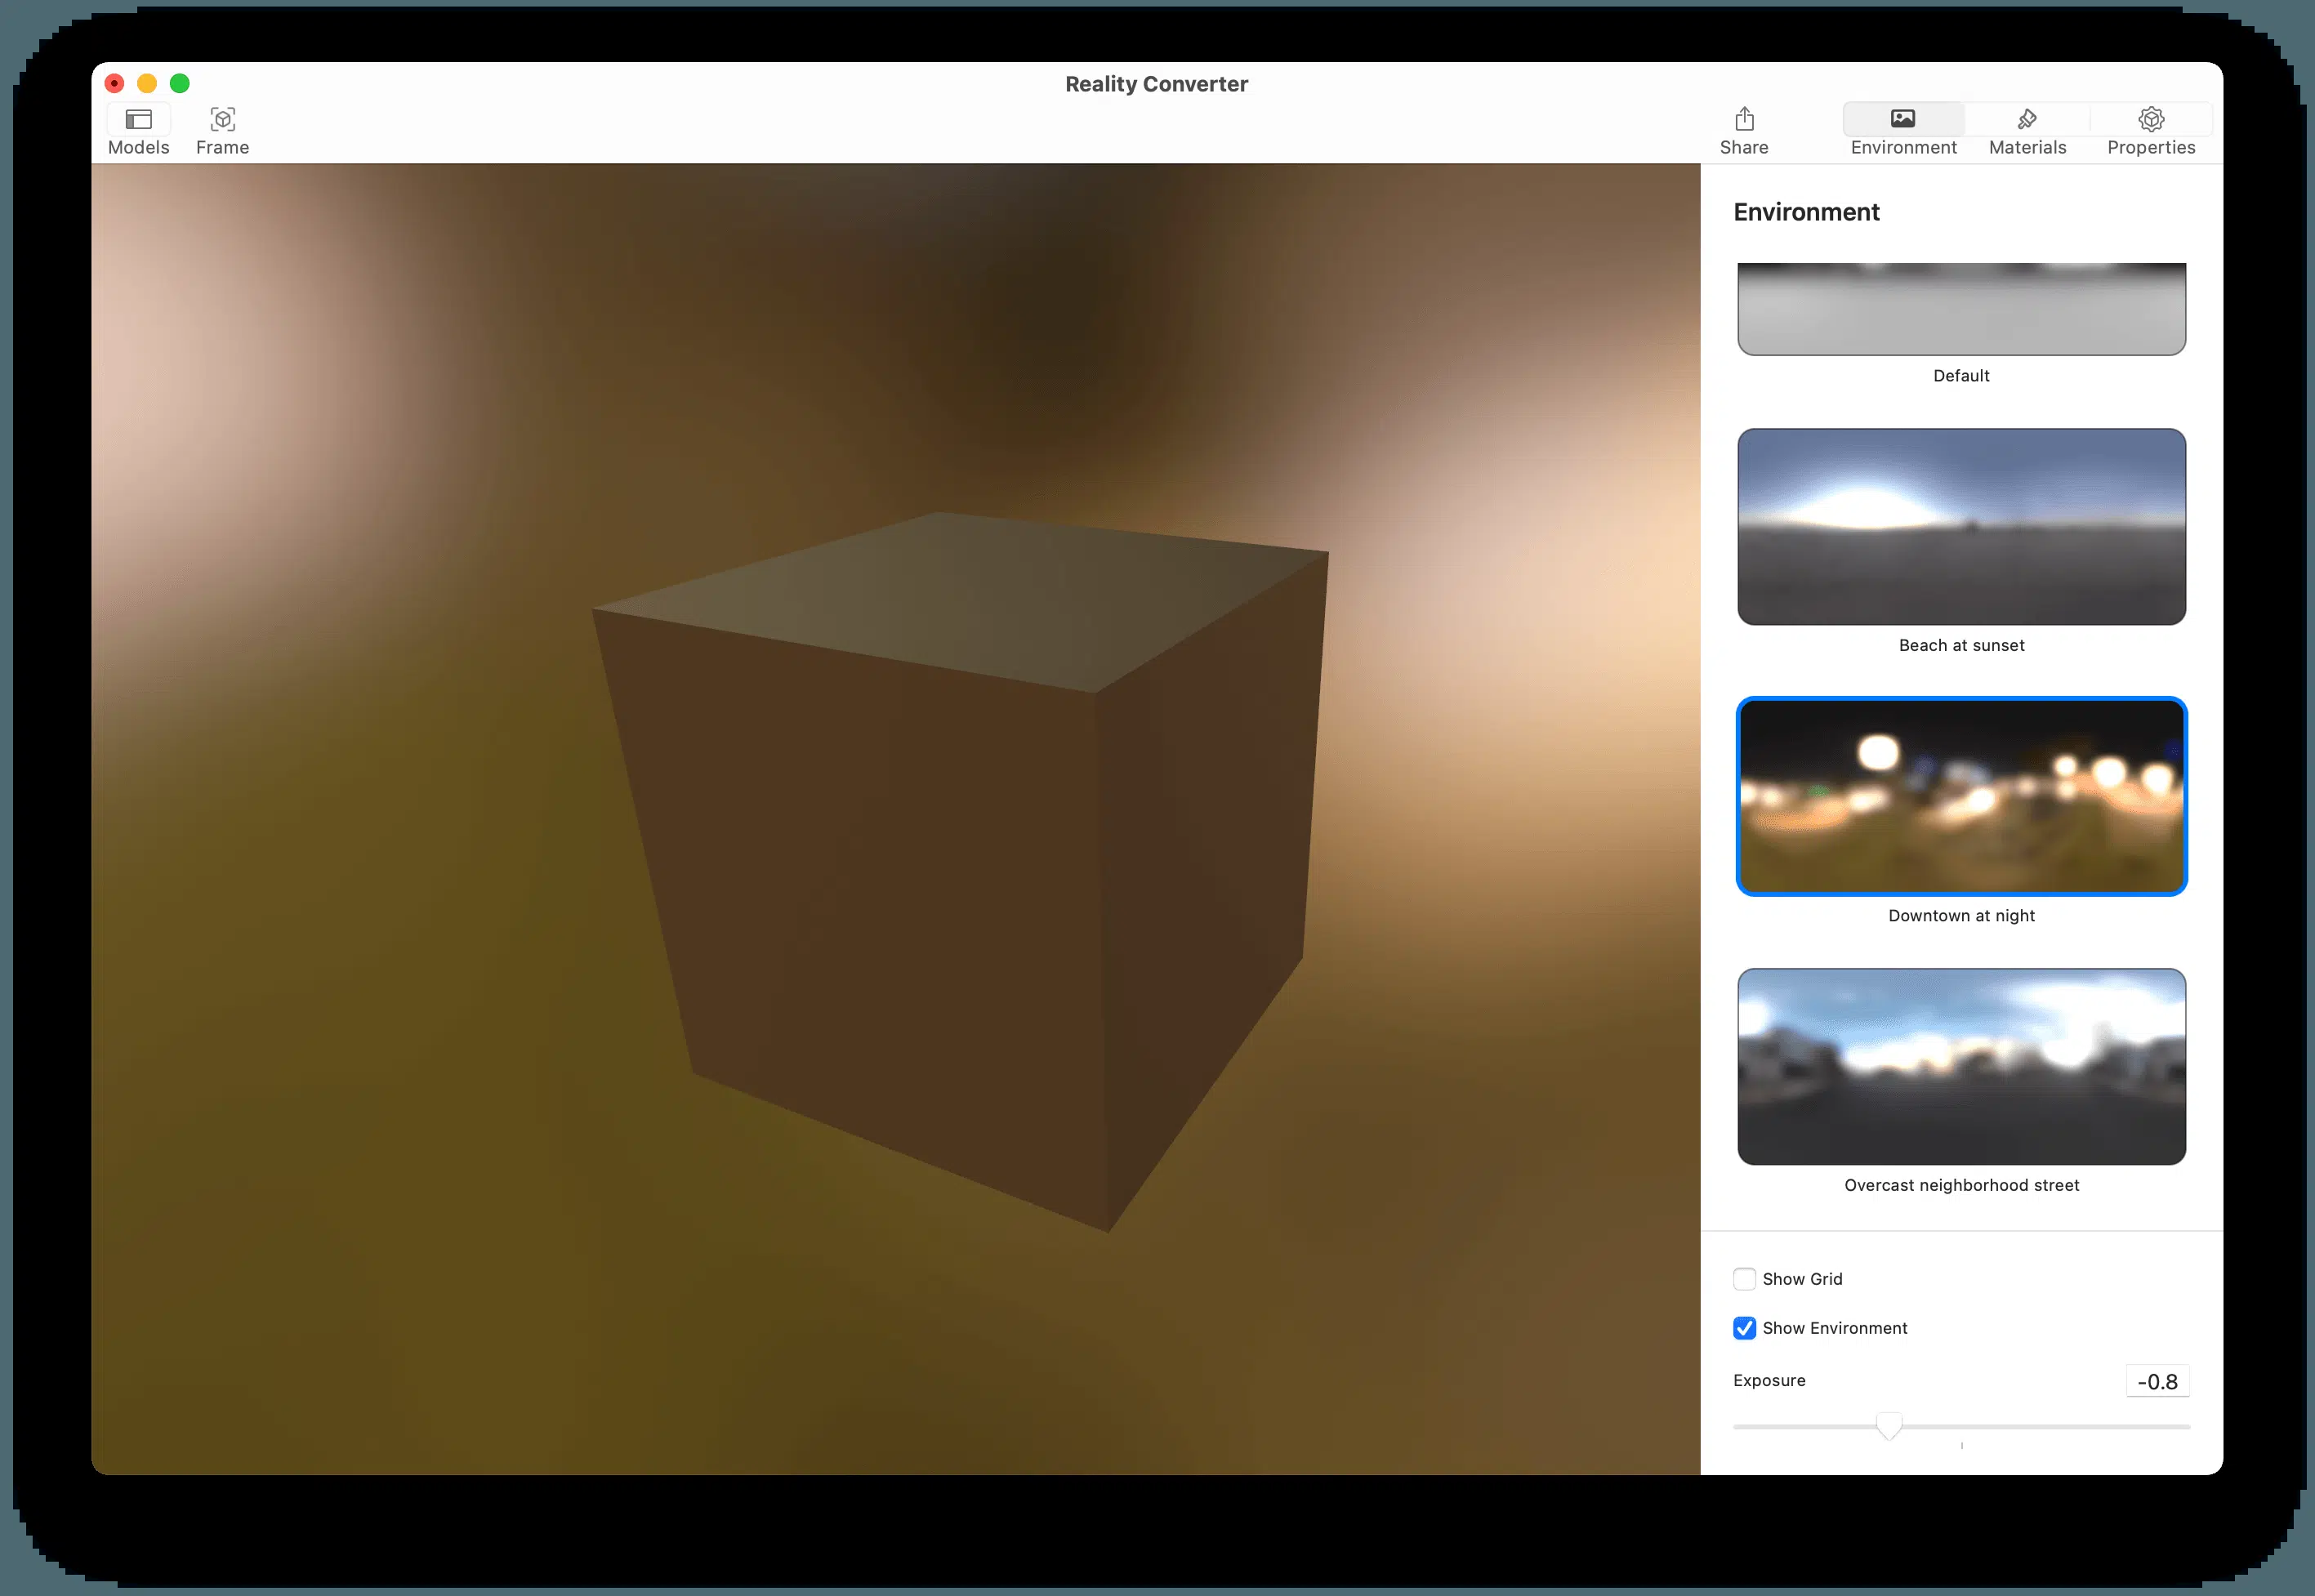 Reality Converter
Models
Frame
Share
Environment
Materials
Properties
Environment
Default
Beach at sunset
Downtown at night
Overcast neighborhood street
Show Grid
Show Environment
Exposure
-0.8